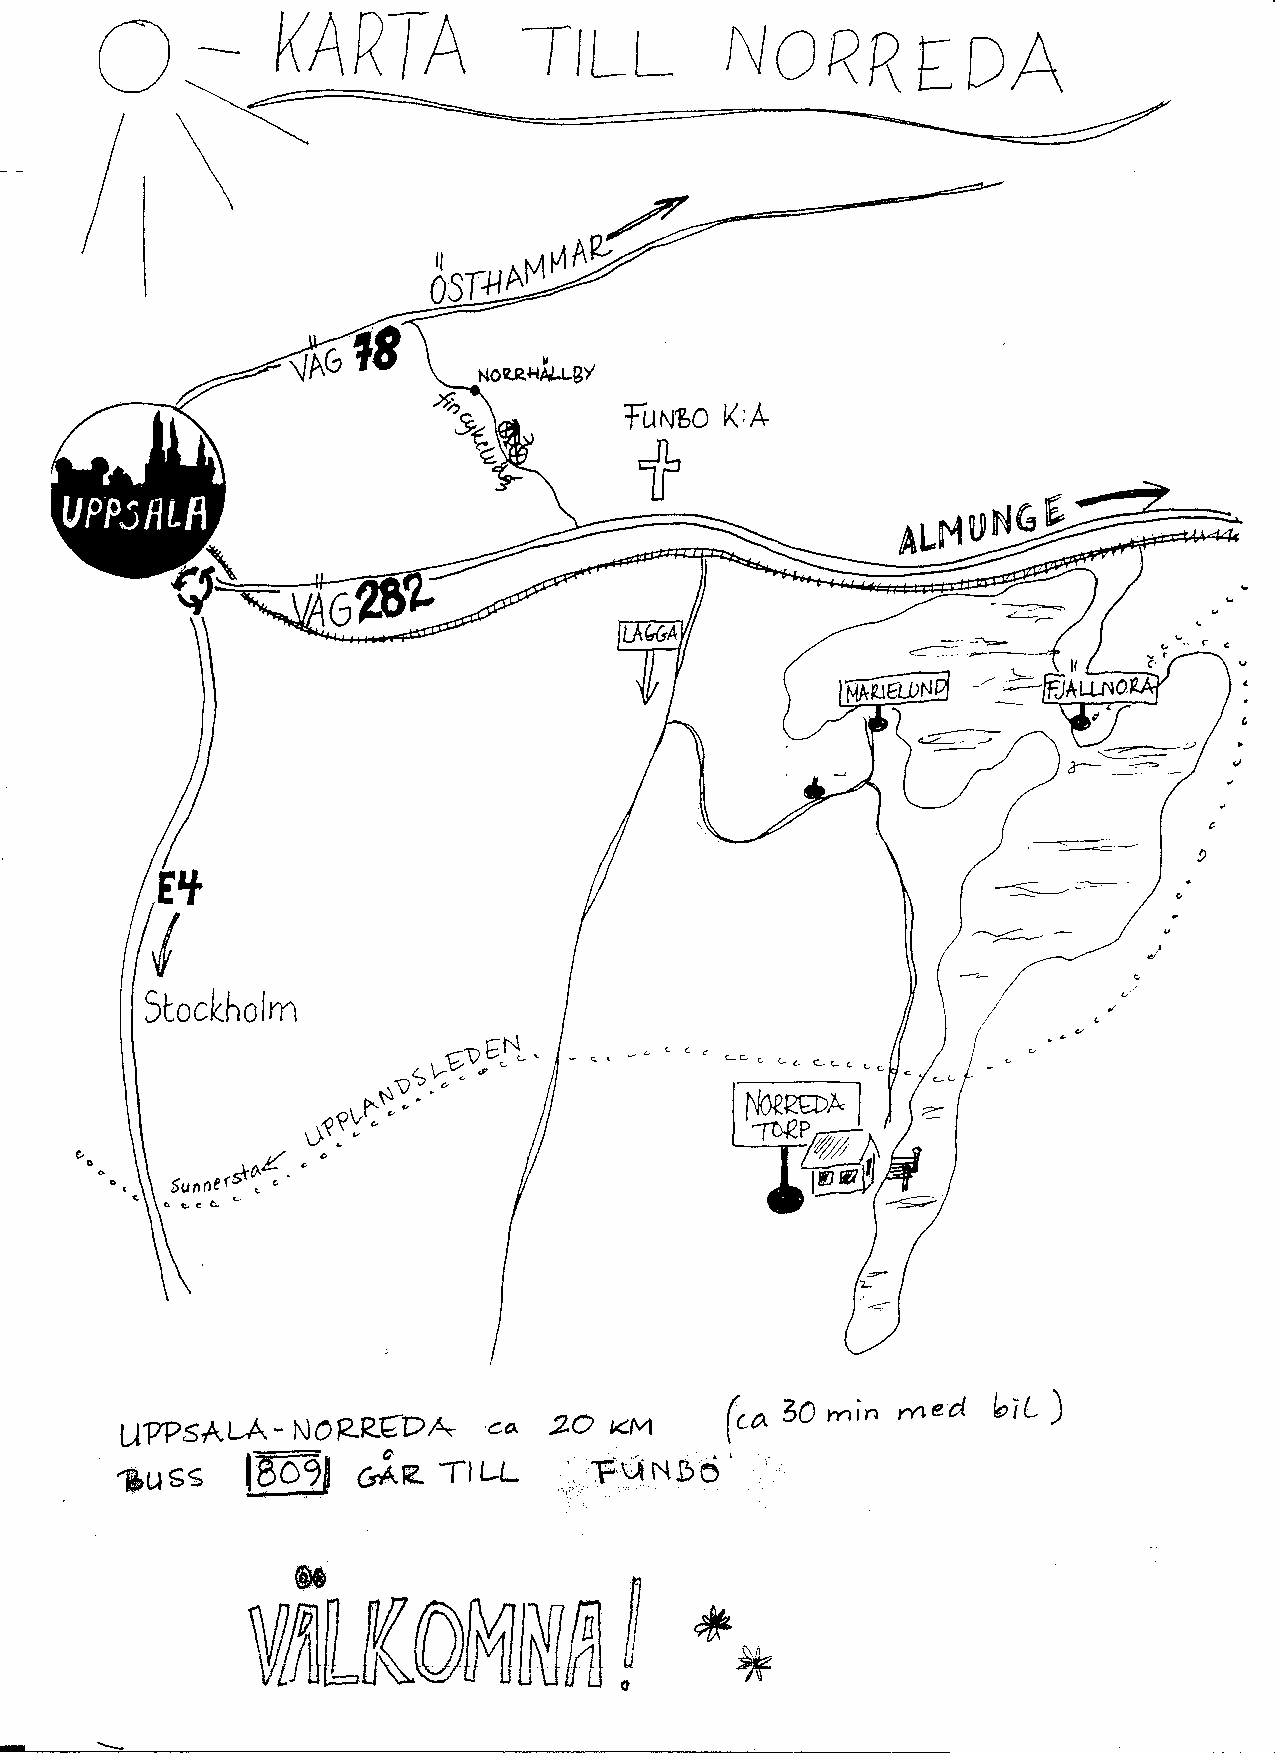 KARTA TILL NORREDA
ÖSTHAMMAR
VÄG 78
NORRHÅLLBY
fin cykelväg
FUNBO K:A
UPPSALA
ALMUNGE
VÄG 282
LAGGA
MARIELUND
FJÄLLNORA
E4
Stockholm
UPPLANDSLEDEN
Sunnersta
NORREDA
TORP
UPPSALA-NORREDA ca 20 KM (ca 30 min med bil)
BUSS 809 GÅR TILL FUNBO
VÄLKOMNA!